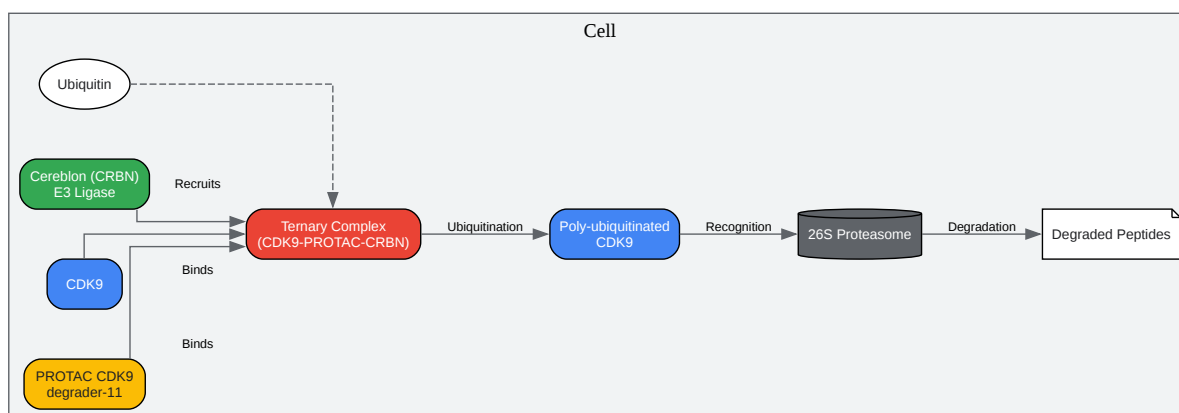 Cell
Ubiquitin
Cereblon (CRBN)
E3 Ligase
Recruits
Ternary Complex
(CDK9-PROTAC-CRBN)
Ubiquitination
Poly-ubiquitinated
CDK9
Recognition
26S Proteasome
Degradation
Degraded Peptides
CDK9
Binds
Binds
PROTAC CDK9
degrader-11